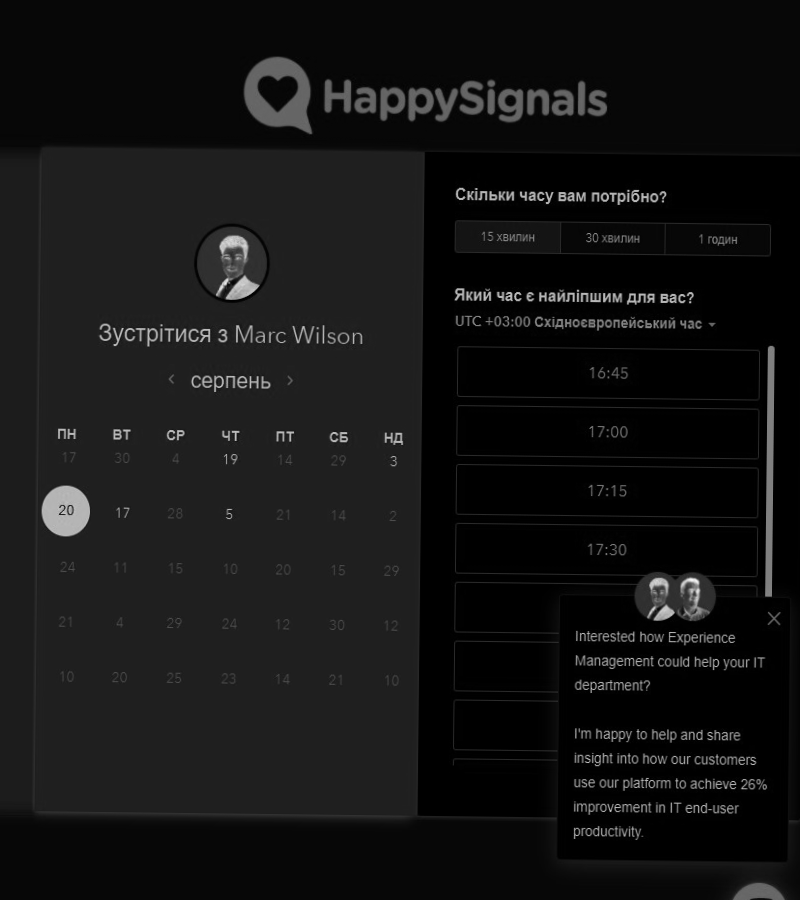 HappySignals
Зустрітися з Marc Wilson
серпень
ПН ВТ СР ЧТ ПТ СБ НД
17 30 4 19 14 29 3
20 17 28 5 21 14 2
24 11 15 10 20 15 29
21 4 29 24 12 30 12
10 20 25 23 14 21 10
Скільки часу вам потрібно?
15 хвилин 30 хвилин 1 годин
Який час є найліпшим для вас?
UTC +03:00 Східноєвропейський час
16:45
17:00
17:15
17:30
Interested how Experience
Management could help your IT
department?
I'm happy to help and share
insight into how our customers
use our platform to achieve 26%
improvement in IT end-user
productivity.